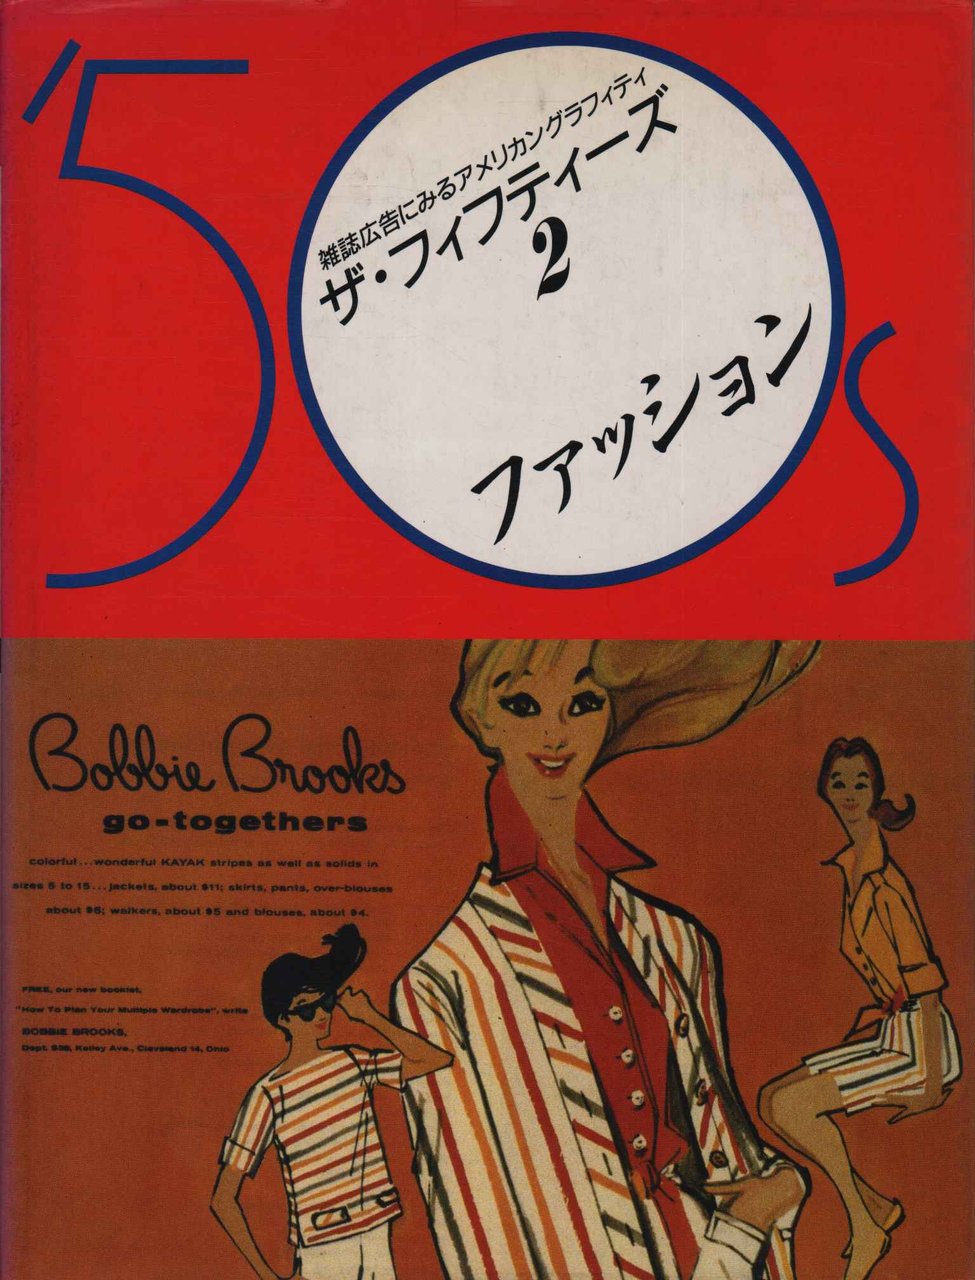 '50s
雑誌広告にみるアメリカングラフィティ
ザ・フィフティーズ
2
ファッション
Bobbie Brooks
go-togethers
colorful...wonderful KAYAK stripes as well as solids in
sizes 5 to 15...jackets, about $11; skirts, pants, over-blouses
about $6; walkers, about $5 and blouses, about $4.
FREE, our new booklet,
"How To Plan Your Multiple Wardrobe", write
BOBBIE BROOKS,
Kelley Ave., Cleveland 14, Ohio